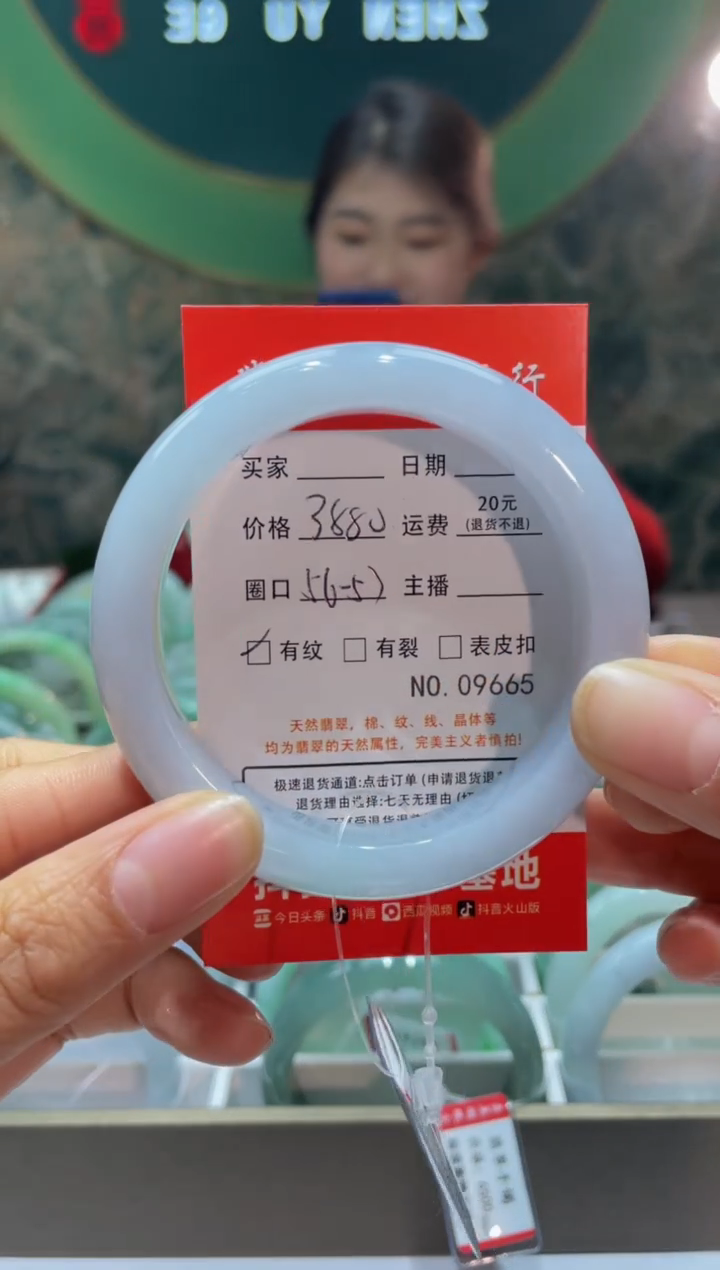 ZHEN YU GE
行
买家 日期
价格 3880 运费 20元 (退货不退)
圈口 56(-5) 主播
有纹 有裂 表皮扣
NO. 09665
天然翡翠，棉、纹、线、晶体等
均为翡翠的天然属性，完美主义者慎拍!
极速退货通道:点击订单 (申请退货退
退货理由选择:七天无理由
基地
今日头条 抖音 西瓜视频 抖音火山版